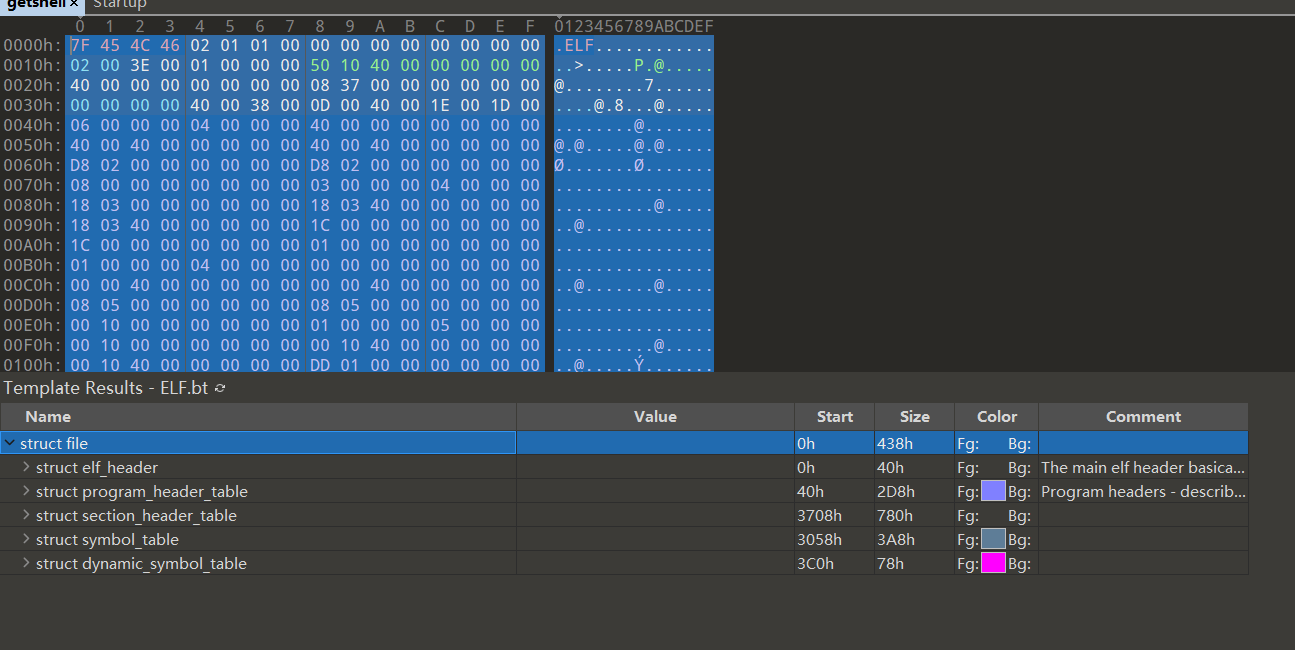 getshell × Startup
0 1 2 3 4 5 6 7 8 9 A B C D E F 0123456789ABCDEF
0000h: 7F 45 4C 46 02 01 01 00 00 00 00 00 00 00 00 00 .ELF............
0010h: 02 00 3E 00 01 00 00 00 50 10 40 00 00 00 00 00 ..>.....P.@.....
0020h: 40 00 00 00 00 00 00 00 08 37 00 00 00 00 00 00 @........7......
0030h: 00 00 00 00 40 00 38 00 0D 00 40 00 1E 00 1D 00 ....@.8...@.....
0040h: 06 00 00 00 04 00 00 00 40 00 00 00 00 00 00 00 ........@.......
0050h: 40 00 40 00 00 00 00 00 40 00 40 00 00 00 00 00 @.@.....@.@.....
0060h: D8 02 00 00 00 00 00 00 D8 02 00 00 00 00 00 00 Ø.......Ø.......
0070h: 08 00 00 00 00 00 00 00 03 00 00 00 04 00 00 00 ................
0080h: 18 03 00 00 00 00 00 00 18 03 40 00 00 00 00 00 ..........@.....
0090h: 18 03 40 00 00 00 00 00 1C 00 00 00 00 00 00 00 ..@.............
00A0h: 1C 00 00 00 00 00 00 00 01 00 00 00 00 00 00 00 ................
00B0h: 01 00 00 00 04 00 00 00 00 00 00 00 00 00 00 00 ................
00C0h: 00 00 40 00 00 00 00 00 00 00 40 00 00 00 00 00 ..@.......@.....
00D0h: 08 05 00 00 00 00 00 00 08 05 00 00 00 00 00 00 ................
00E0h: 00 10 00 00 00 00 00 00 01 00 00 00 05 00 00 00 ................
00F0h: 00 10 00 00 00 00 00 00 00 10 40 00 00 00 00 00 ..........@.....
0100h: 00 10 40 00 00 00 00 00 DD 01 00 00 00 00 00 00 ..@.....Ý.......
Template Results - ELF.bt
Name Value Start Size Color Comment
struct file 0h 438h Fg: Bg:
struct elf_header 0h 40h Fg: Bg: The main elf header basica...
struct program_header_table 40h 2D8h Fg: Bg: Program headers - describ...
struct section_header_table 3708h 780h Fg: Bg:
struct symbol_table 3058h 3A8h Fg: Bg:
struct dynamic_symbol_table 3C0h 78h Fg: Bg: